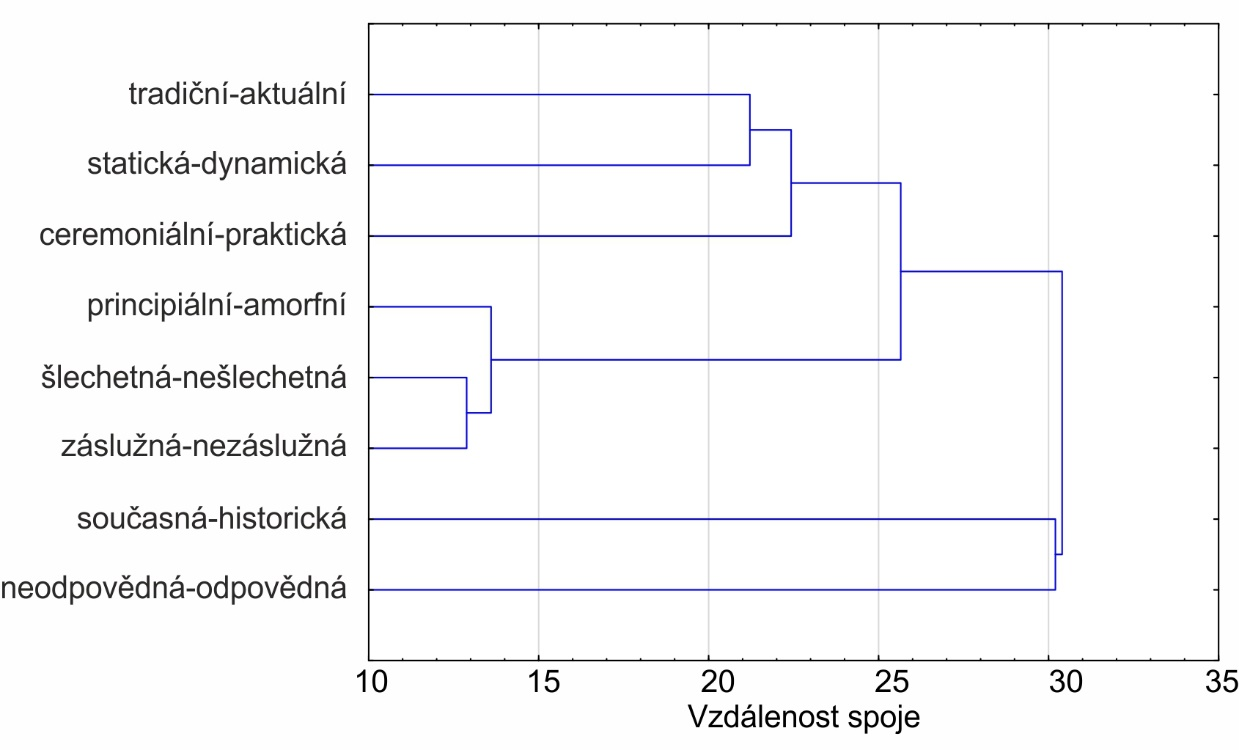 tradiční-aktuální
statická-dynamická
ceremoniální-praktická
principiální-amorfní
šlechetná-nešlechetná
záslužná-nezáslužná
současná-historická
neodpovědná-odpovědná
10 15 20 25 30 35
Vzdálenost spoje